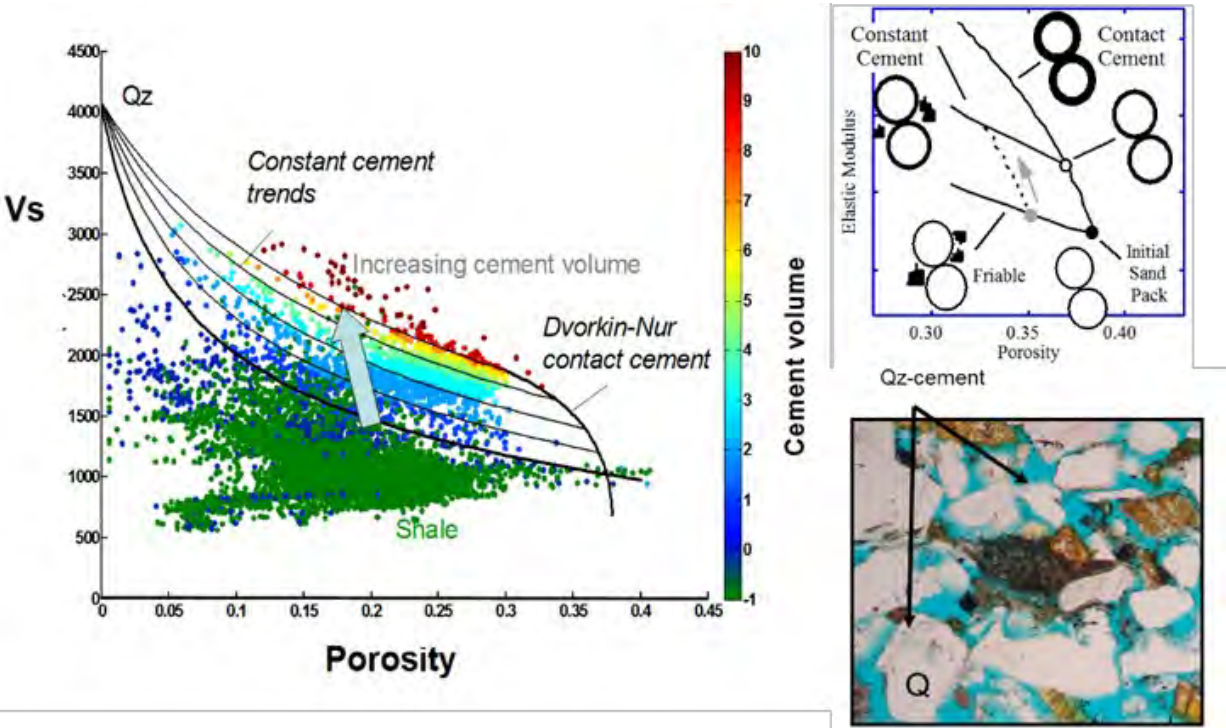 4500
4000
3500
3000
2500
2000
1500
1000
500
0
Vs
Qz
Constant cement
trends
Increasing cement volume
Dvorkin-Nur
contact cement
Shale
0 0.05 0.1 0.15 0.2 0.25 0.3 0.35 0.4 0.45
Porosity
10
9
8
7
6
5
4
3
2
1
0
-1
Cement volume
Constant
Cement
Contact
Cement
Elastic Modulus
Friable
Initial
Sand
Pack
0.30 0.35 0.40
Porosity
Qz-cement
Q